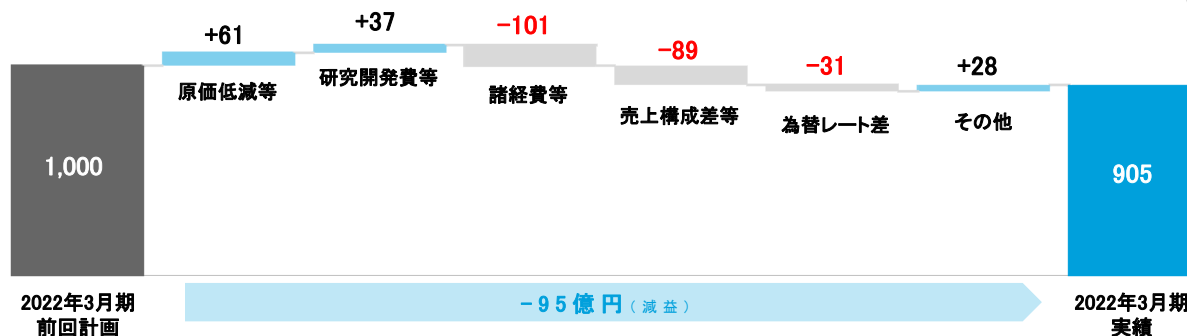 +61
原価低減等
+37
研究開発費等
-101
諸経費等
-89
売上構成差等
-31
為替レート差
+28
その他
1,000
905
2022年3月期
前回計画
-95億円(減益)
2022年3月期
実績